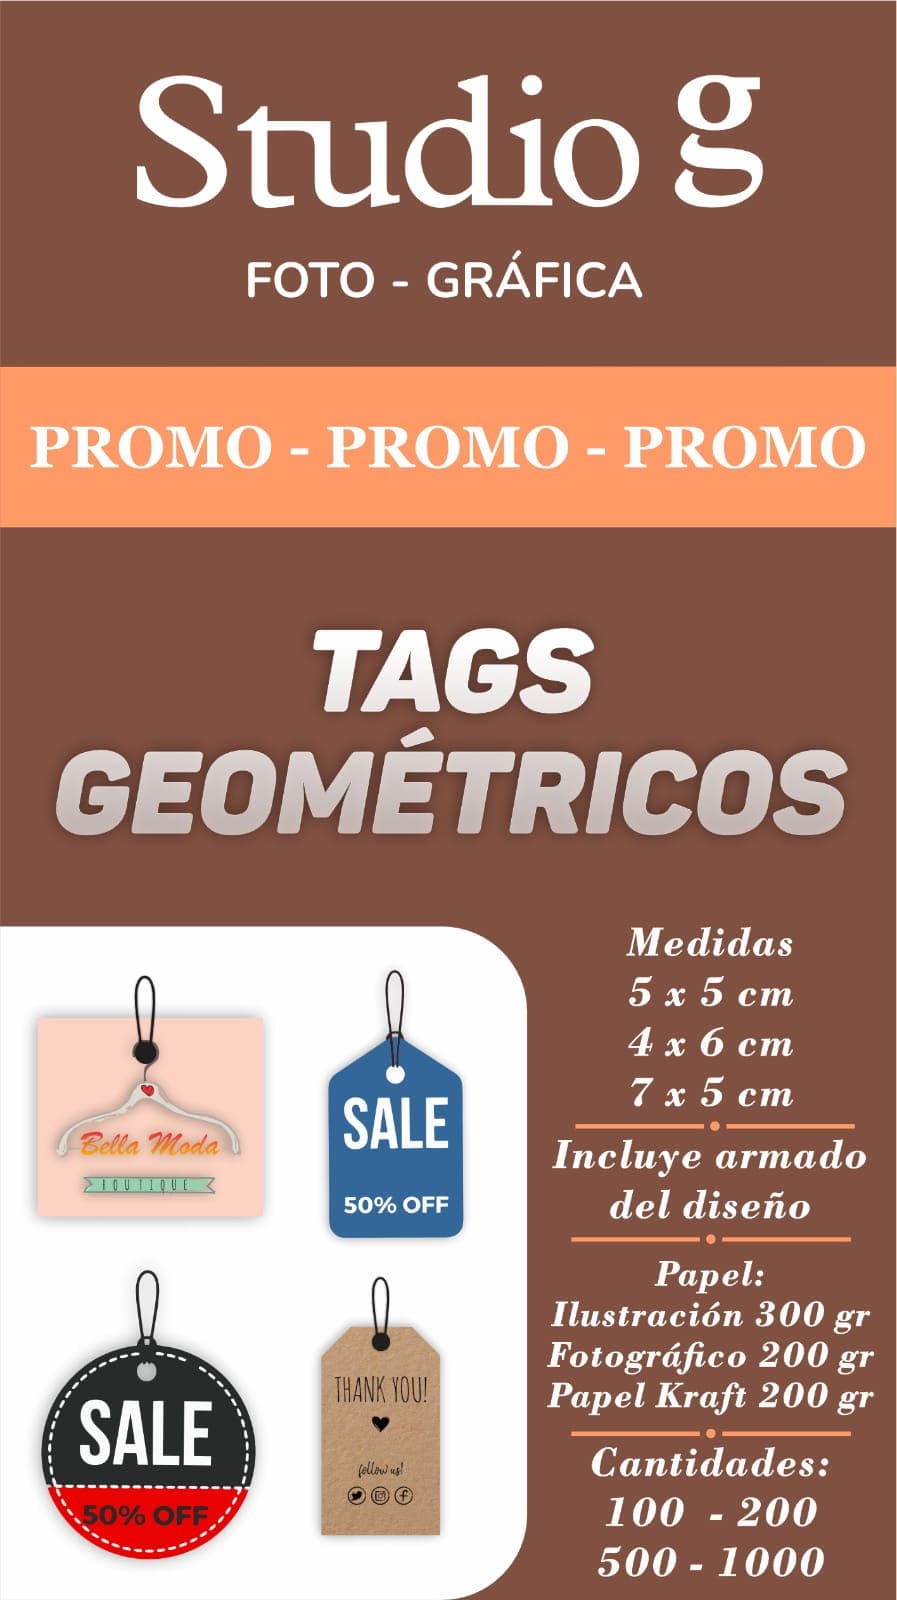 Studio g
FOTO - GRÁFICA
PROMO - PROMO - PROMO
TAGS
GEOMÉTRICOS
Bella Moda
BOUTIQUE
SALE
50% OFF
SALE
50% OFF
THANK YOU!
follow us!
Medidas
5 x 5 cm
4 x 6 cm
7 x 5 cm
Incluye armado
del diseño
Papel:
Ilustración 300 gr
Fotográfico 200 gr
Papel Kraft 200 gr
Cantidades:
100 - 200
500 - 1000